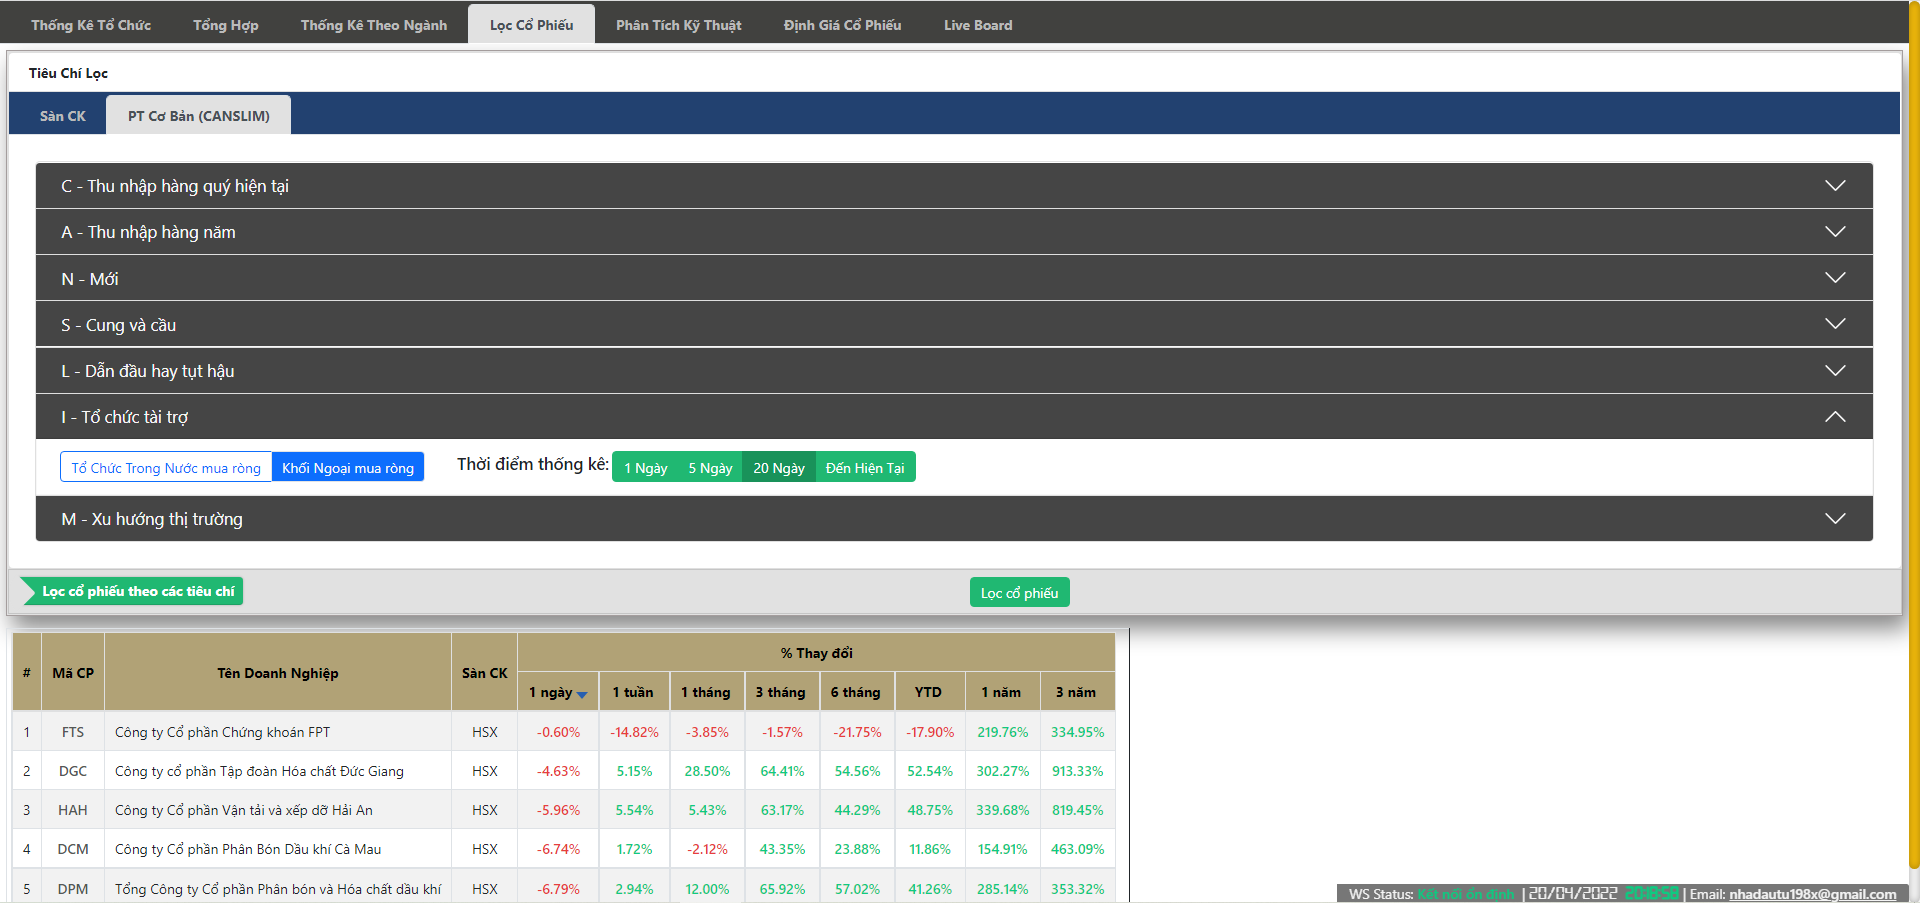 Thống Kê Tổ Chức Tổng Hợp Thống Kê Theo Ngành Lọc Cổ Phiếu Phân Tích Kỹ Thuật Định Giá Cổ Phiếu Live Board
Tiêu Chí Lọc
Sàn CK PT Cơ Bản (CANSLIM)
C - Thu nhập hàng quý hiện tại
A - Thu nhập hàng năm
N - Mới
S - Cung và cầu
L - Dẫn đầu hay tụt hậu
I - Tổ chức tài trợ
Tổ Chức Trong Nước mua ròng Khối Ngoại mua ròng Thời điểm thống kê: 1 Ngày 5 Ngày 20 Ngày Đến Hiện Tại
M - Xu hướng thị trường
Lọc cổ phiếu theo các tiêu chí Lọc cổ phiếu
# Mã CP Tên Doanh Nghiệp Sàn CK % Thay đổi
1 ngày 1 tuần 1 tháng 3 tháng 6 tháng YTD 1 năm 3 năm
1 FTS Công ty Cổ phần Chứng khoán FPT HSX -0.60% -14.82% -3.85% -1.57% -21.75% -17.90% 219.76% 334.95%
2 DGC Công ty cổ phần Tập đoàn Hóa chất Đức Giang HSX -4.63% 5.15% 28.50% 64.41% 54.56% 52.54% 302.27% 913.33%
3 HAH Công ty Cổ phần Vận tải và xếp dỡ Hải An HSX -5.96% 5.54% 5.43% 63.17% 44.29% 48.75% 339.68% 819.45%
4 DCM Công ty Cổ phần Phân Bón Dầu khí Cà Mau HSX -6.74% 1.72% -2.12% 43.35% 23.88% 11.86% 154.91% 463.09%
5 DPM Tổng Công ty Cổ phần Phân bón và Hóa chất dầu khí HSX -6.79% 2.94% 12.00% 65.92% 57.02% 41.26% 285.14% 353.32%
WS Status: Kết nối ổn định | 20/04/2022 20:18:58 | Email: nhadautu198x@gmail.com